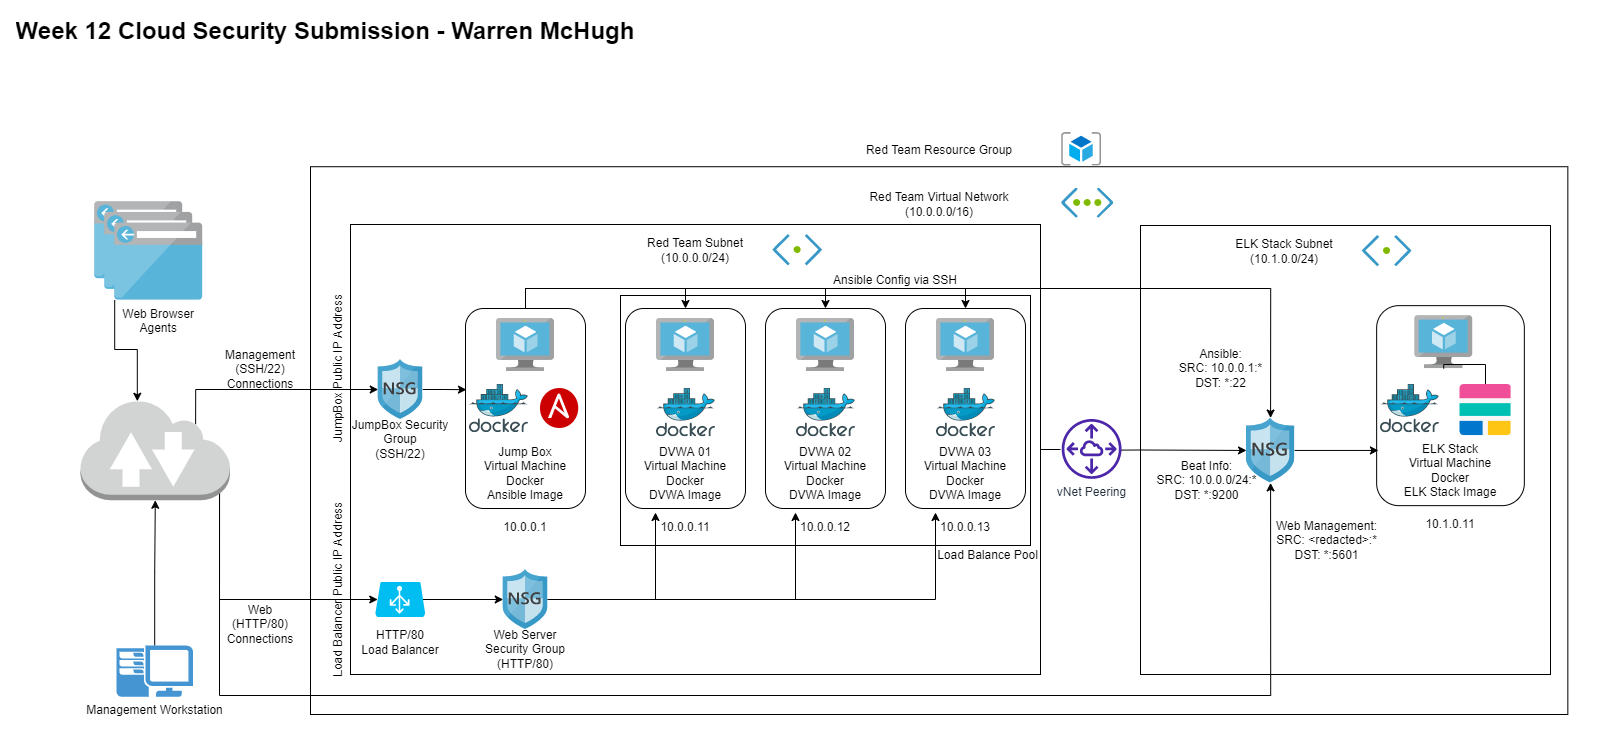 Week 12 Cloud Security Submission - Warren McHugh
Red Team Resource Group
Red Team Virtual Network
(10.0.0.0/16)
Red Team Subnet
(10.0.0.0/24)
ELK Stack Subnet
(10.1.0.0/24)
Ansible Config via SSH
Web Browser
Agents
Management
(SSH/22)
Connections
JumpBox Public IP Address
NSG
JumpBox Security
Group
(SSH/22)
docker
Jump Box
Virtual Machine
Docker
Ansible Image
10.0.0.1
docker
DVWA 01
Virtual Machine
Docker
DVWA Image
10.0.0.11
docker
DVWA 02
Virtual Machine
Docker
DVWA Image
10.0.0.12
docker
DVWA 03
Virtual Machine
Docker
DVWA Image
10.0.0.13
Load Balance Pool
vNet Peering
Ansible:
SRC: 10.0.0.1:*
DST: *:22
NSG
Beat Info:
SRC: 10.0.0.0/24:*
DST: *:9200
Web Management:
SRC: <redacted>:*
DST: *:5601
docker
ELK Stack
Virtual Machine
Docker
ELK Stack Image
10.1.0.11
Load Balancer Public IP Address
Web
(HTTP/80)
Connections
HTTP/80
Load Balancer
NSG
Web Server
Security Group
(HTTP/80)
Management Workstation